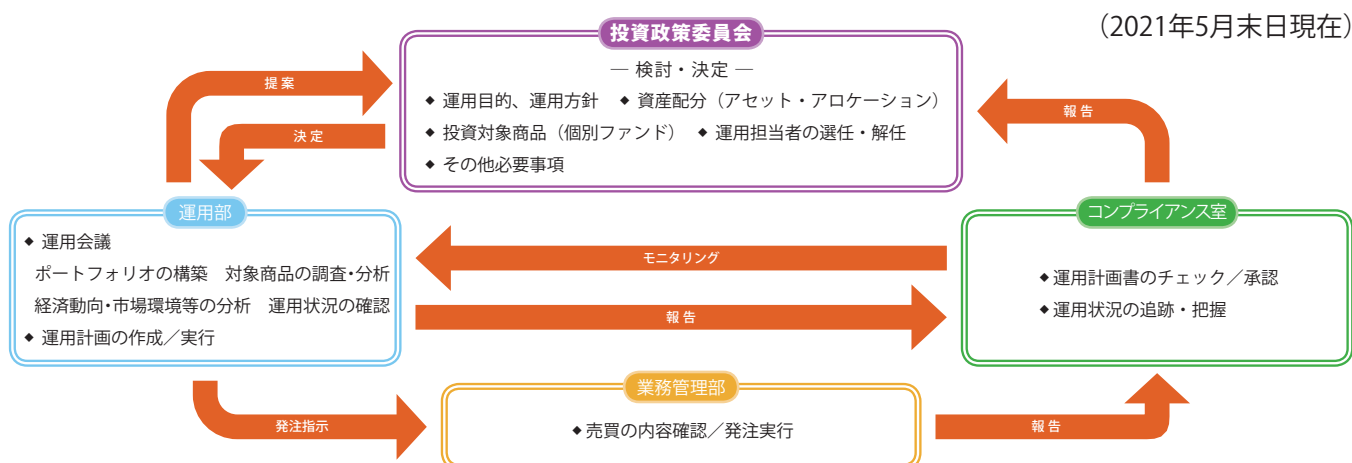 （2021年5月末日現在）
投資政策委員会
― 検討・決定 ―
◆ 運用目的、運用方針 ◆ 資産配分（アセット・アロケーション）
◆ 投資対象商品（個別ファンド） ◆ 運用担当者の選任・解任
◆ その他必要事項
提案
決定
報告
運用部
◆ 運用会議
ポートフォリオの構築　対象商品の調査・分析
経済動向・市場環境等の分析　運用状況の確認
◆ 運用計画の作成／実行
モニタリング
報告
コンプライアンス室
◆運用計画書のチェック／承認
◆運用状況の追跡・把握
発注指示
業務管理部
◆売買の内容確認／発注実行
報告